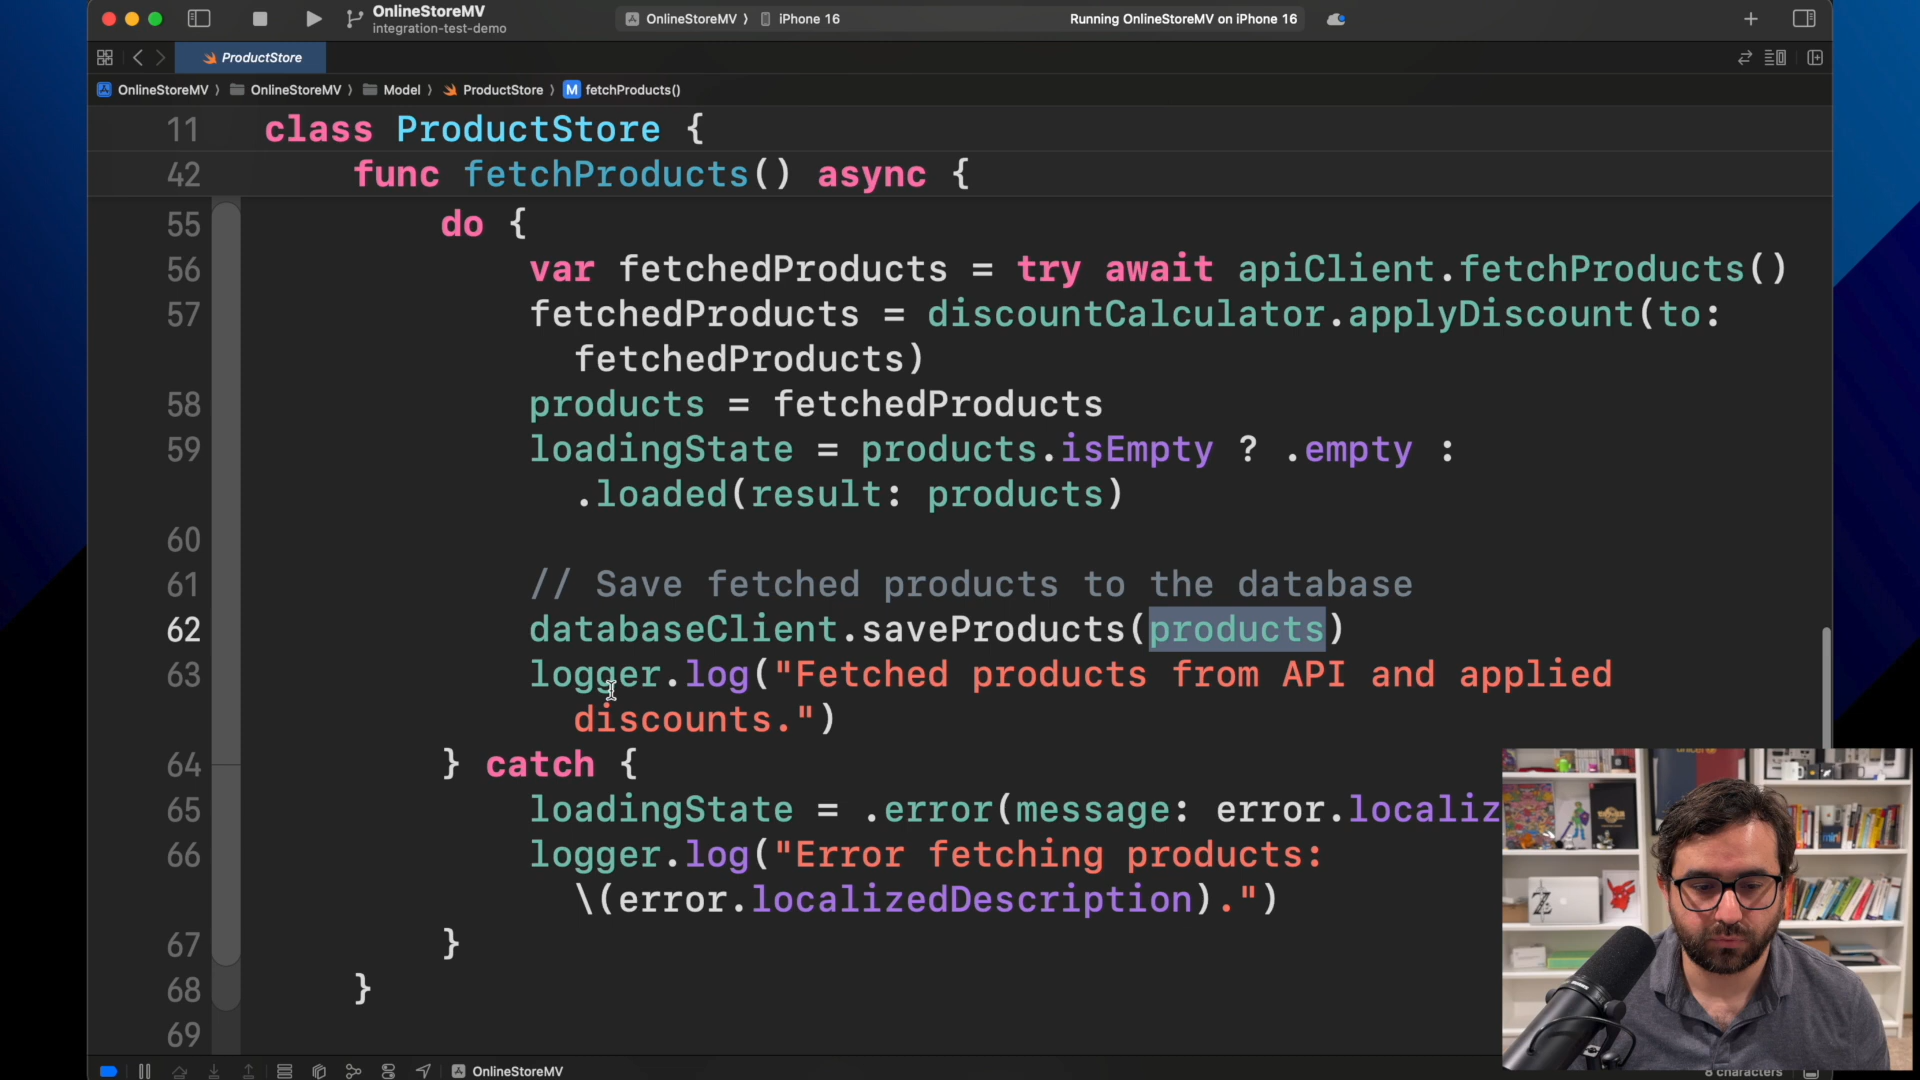 OnlineStoreMV
integration-test-demo
OnlineStoreMV 〉 iPhone 16
Running OnlineStoreMV on iPhone 16
ProductStore
OnlineStoreMV 〉 OnlineStoreMV 〉 Model 〉 ProductStore 〉 M fetchProducts()
11 class ProductStore {
42 func fetchProducts() async {
55 do {
56 var fetchedProducts = try await apiClient.fetchProducts()
57 fetchedProducts = discountCalculator.applyDiscount(to:
fetchedProducts)
58 products = fetchedProducts
59 loadingState = products.isEmpty ? .empty :
.loaded(result: products)
60
61 // Save fetched products to the database
62 databaseClient.saveProducts(products)
63 logger.log("Fetched products from API and applied
discounts.")
64 } catch {
65 loadingState = .error(message: error.localiz
66 logger.log("Error fetching products:
\(error.localizedDescription).")
67 }
68 }
69
OnlineStoreMV
8 characters